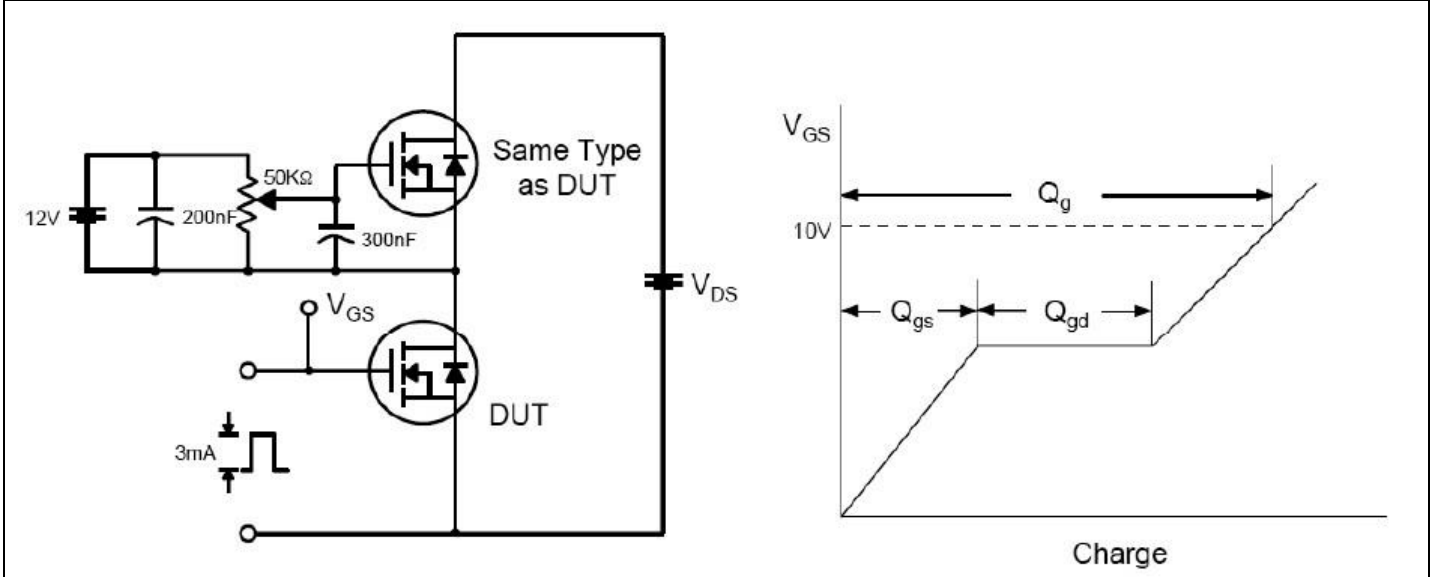 Same Type
as DUT
50KΩ
12V
200nF
300nF
V_GS
V_DS
DUT
3mA
V_GS
Q_g
10V
Q_gs
Q_gd
Charge